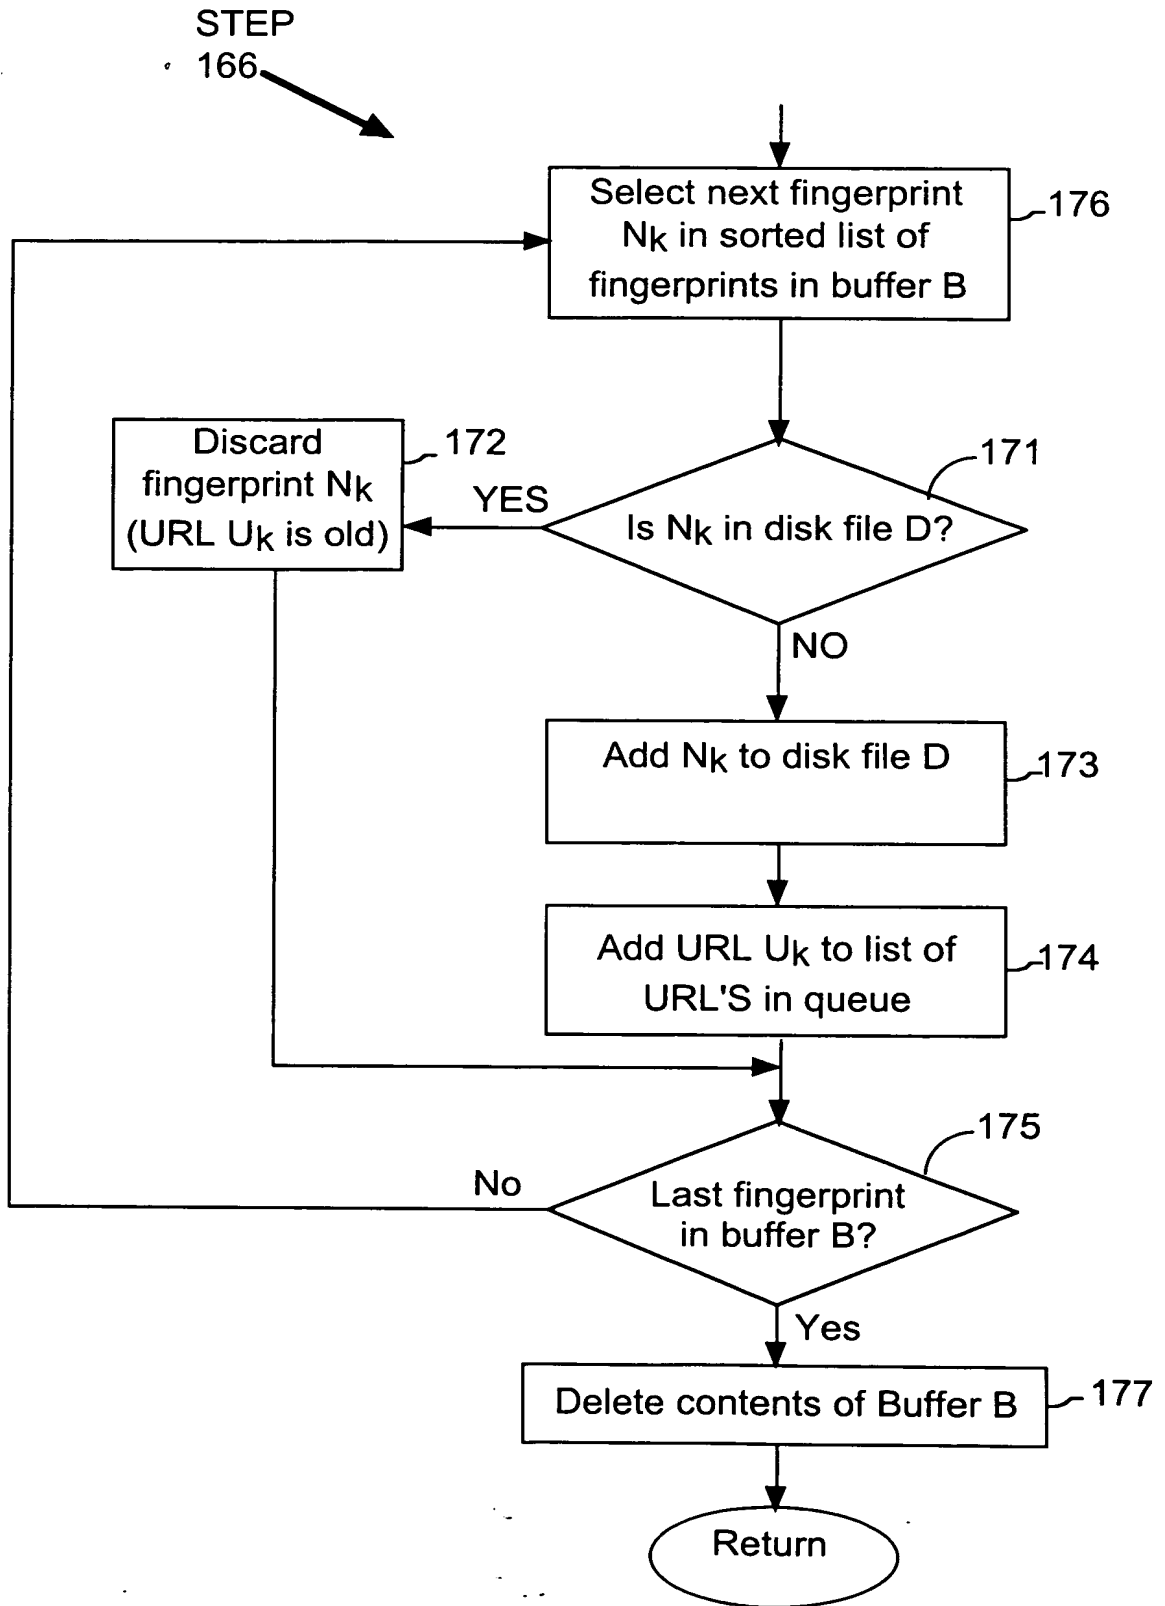 STEP
166
Select next fingerprint
Nk in sorted list of
fingerprints in buffer B
176
Discard
fingerprint Nk
(URL Uk is old)
172
YES
171
Is Nk in disk file D?
NO
Add Nk to disk file D
173
Add URL Uk to list of
URL'S in queue
174
175
No
Last fingerprint
in buffer B?
Yes
Delete contents of Buffer B
177
Return